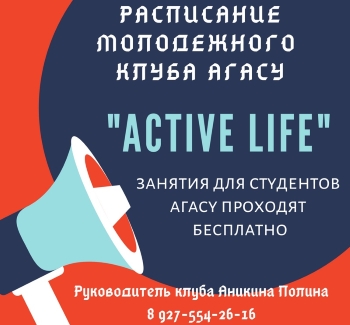 РАСПИСАНИЕ
МОЛОДЕЖНОГО
КЛУБА АГАСУ
"ACTIVE LIFE"
ЗАНЯТИЯ ДЛЯ СТУДЕНТОВ
АГАСУ ПРОХОДЯТ
БЕСПЛАТНО
Руководитель клуба Аникина Полина
8 927-554-26-16